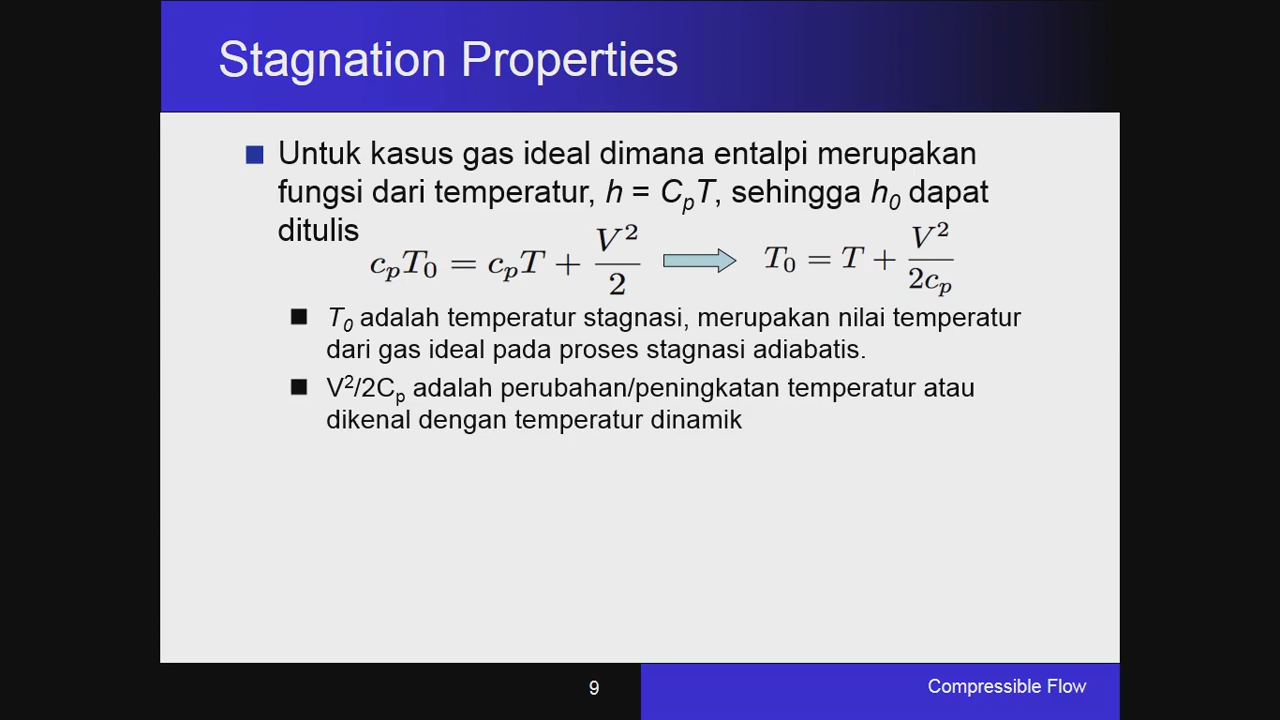 Stagnation Properties
Untuk kasus gas ideal dimana entalpi merupakan
fungsi dari temperatur, h = CpT, sehingga h0 dapat
ditulis
cpT0 = cpT + V²/2 T0 = T + V²/2cp
T0 adalah temperatur stagnasi, merupakan nilai temperatur
dari gas ideal pada proses stagnasi adiabatis.
V²/2Cp adalah perubahan/peningkatan temperatur atau
dikenal dengan temperatur dinamik
9
Compressible Flow